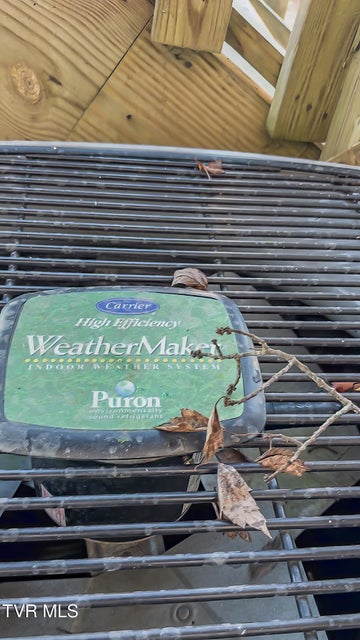 Carrier
High Efficiency
WeatherMaker
INDOOR WEATHER SYSTEM
Puron
environmentally
sound refrigerant
TVR MLS